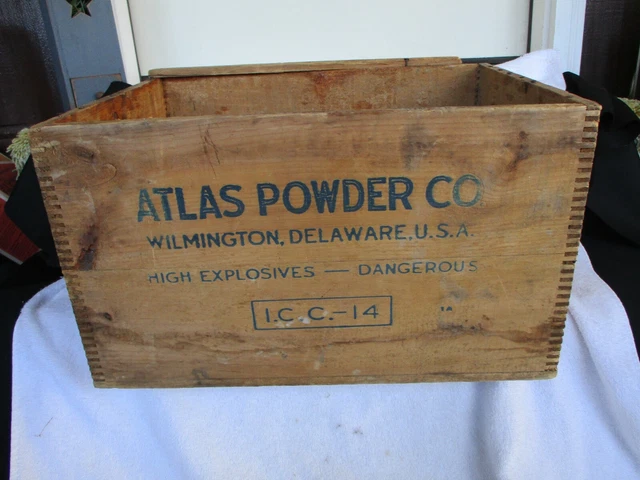 ATLAS POWDER CO
WILMINGTON, DELAWARE, U.S.A.
HIGH EXPLOSIVES — DANGEROUS
I.C.C.-14